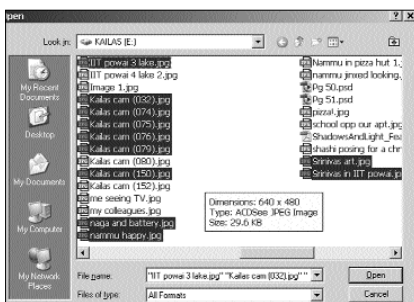 pen
Look in:
KAILAS (E:)
My Recent
Documents
Desktop
My Documents
My Computer
My Network
Places
IIT powai 3 lake.jpg
IIT powai 4 lake 2.jpg
Image 1.jpg
Kailas cam (032).jpg
Kailas cam (074).jpg
Kailas cam (075).jpg
Kailas cam (076).jpg
Kailas cam (079).jpg
Kailas cam (080).jpg
Kailas cam (150).jpg
Kailas cam (152).jpg
me seeing TV.jpg
my colleagues.jpg
naga and battery.jpg
nammu happy.jpg
Nammu in pizza hut 1.
nammu jinxed looking.
Pg 50.psd
Pg 51.psd
pizza!.jpg
school opp our apt.jpg
ShadowsAndLight_Fea
shashi posing for a chr
Srinivas art.jpg
Srinivas in IIT powai.jp
Dimensions: 640 x 480
Type: ACDSee JPEG Image
Size: 29.6 KB
File name:
"IIT powai 3 lake.jpg" "Kailas cam (032).jpg" "
Open
Files of type:
All Formats
Cancel